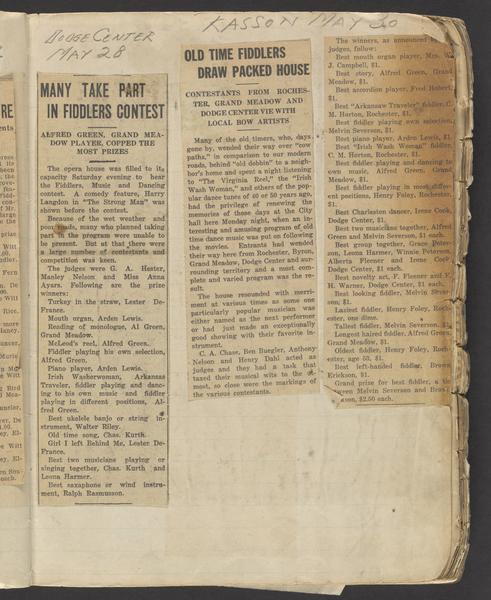 DODGE CENTER
MAY 28
KASSON MAY 30
MANY TAKE PART
IN FIDDLERS CONTEST
ALFRED GREEN, GRAND MEA-
DOW PLAYER, COPPED THE
MOST PRIZES
The opera house was filled to its
capacity Saturday evening to hear
the Fiddlers, Music and Dancing
contest. A comedy feature, Harry
Langdon in "The Strong Man" was
shown before the contest.
Because of the wet weather and
poor roads, many who planned taking
part in the program were unable to
be present. But at that there were
a large number of contestants and
competition was keen.
The judges were G. A. Hester,
Manley Nelson and Miss Anna
Ayars. Following are the prize
winners:
Turkey in the straw, Lester De-
France.
Mouth organ, Arden Lewis.
Reading of monologue, Al Green,
Grand Meadow.
McLeod's reel, Alfred Green.
Fiddler playing his own selection,
Alfred Green.
Piano player, Arden Lewis.
Irish Washerwoman, Arkansas
Traveler, fiddler playing and danc-
ing to his own music and fiddler
playing in different positions, Al-
fred Green.
Best ukelele banjo or string in-
strument, Walter Riley.
Old time song, Chas. Kurth.
Girl I left Behind Me, Lester De-
France.
Best two musicians playing or
singing together, Chas. Kurth and
Leona Harmer.
Best saxaphone or wind instru-
ment, Ralph Rasmusson.
OLD TIME FIDDLERS
DRAW PACKED HOUSE
CONTESTANTS FROM ROCHES-
TER, GRAND MEADOW AND
DODGE CENTER VIE WITH
LOCAL BOW ARTISTS
Many of the old timers, who, days
gone by, wended their way over "cow
paths," in comparison to our modern
roads, behind "old dobbin" to a neigh-
bor's home and spent a night listening
to "The Virginia Reel," the "Irish
Wash Woman," and others of the pop-
ular dance tunes of 40 or 50 years ago,
had the privilege of renewing the
memories of these days at the City
hall here Monday night, when an in-
teresting and amusing program of old
time dance music was put on following
the movies. Entrants had wended
their way here from Rochester, Byron,
Grand Meadow, Dodge Center and sur-
rounding territory and a most com-
plete and varied program was the re-
sult.
The house resounded with merri-
ment at various times as some one
particularly popular musician was
either named as the next performer
or had just made an exceptionally
good showing with their favorite in-
strument.
C. A. Chase, Ben Buegler, Anthony
Nelson and Henry Dahl acted as
judges and they had a task that
taxed their musical wits to the
most, so close were the markings of
the various contestants.
The winners, as announced
judges, follow:
Best mouth organ player, Mrs.
J. Campbell, $1.
Best story, Alfred Green, Grand
Meadow, $1.
Best accordion player, Fred Hobert,
$1.
Best "Arkansaw Traveler" fiddler, C.
M. Horton, Rochester, $1.
Best fiddler playing own selection,
Melvin Severson, $1.
Best piano player, Arden Lewis, $1.
Best "Irish Wash Woman," fiddler,
C. M. Horton, Rochester, $1.
Best fiddler playing and dancing to
own music, Alfred Green, Grand
Meadow, $1.
Best fiddler playing in most differ-
ent positions, Henry Foley, Rochester,
$1.
Best Charleston dancer, Irene Cook,
Dodge Center, $1.
Best two musicians together, Alfred
Green and Melvin Severson, $1 each.
Best group together, Grace
son, Leona Harmer, Winnie Peterson,
Alberta Flenner and Irene Cook,
Dodge Center, $1 each.
Best novelty act, F. Flenner and F.
H. Warner, Dodge Center, $1 each.
Best looking fiddler, Melvin Sever-
son, $1.
Laziest fiddler, Henry Foley, Roch-
ester, one dime.
Tallest fiddler, Melvin Severson, $1.
Longest haired fiddler, Alfred Green,
Grand Meadow, $1.
Oldest fiddler, Henry Foley, Roch-
ester, age 55, $1.
Best left-handed fiddler, Brown
Erickson, $1.
Grand prize for best fiddler,
Melvin Severson and
$2.50 each.